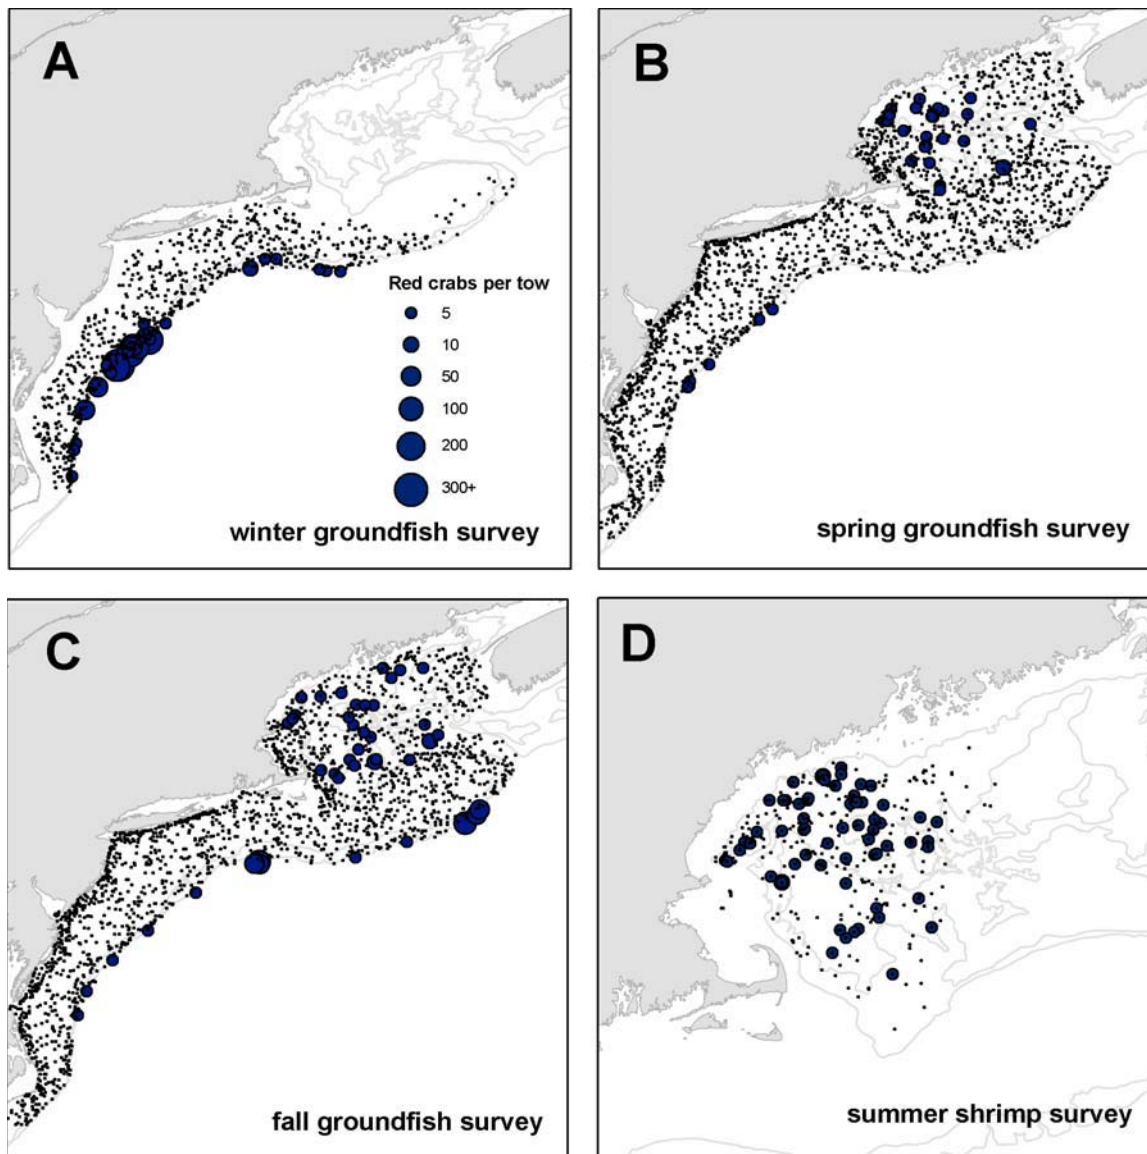 A
Red crabs per tow
5
10
50
100
200
300+
winter groundfish survey
B
spring groundfish survey
C
fall groundfish survey
D
summer shrimp survey